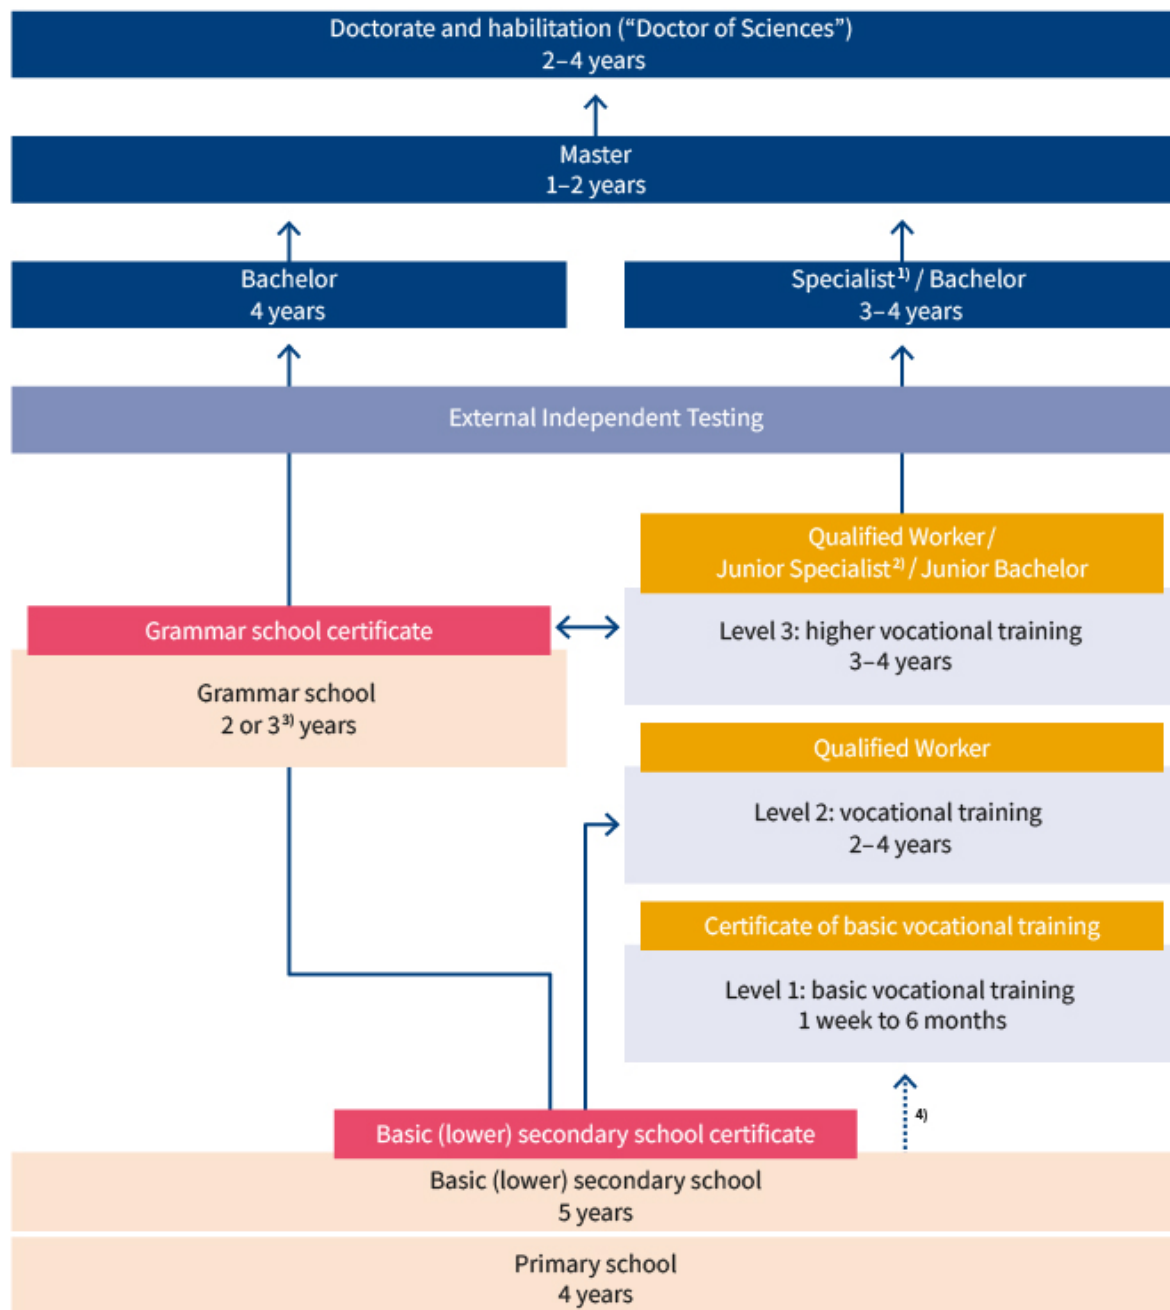 Doctorate and habilitation (“Doctor of Sciences”)
2–4 years
Master
1–2 years
Bachelor
4 years
Specialist¹⁾ / Bachelor
3–4 years
External Independent Testing
Qualified Worker/
Junior Specialist²⁾ / Junior Bachelor
Level 3: higher vocational training
3–4 years
Grammar school certificate
Grammar school
2 or 3³⁾ years
Qualified Worker
Level 2: vocational training
2–4 years
Certificate of basic vocational training
Level 1: basic vocational training
1 week to 6 months
4)
Basic (lower) secondary school certificate
Basic (lower) secondary school
5 years
Primary school
4 years